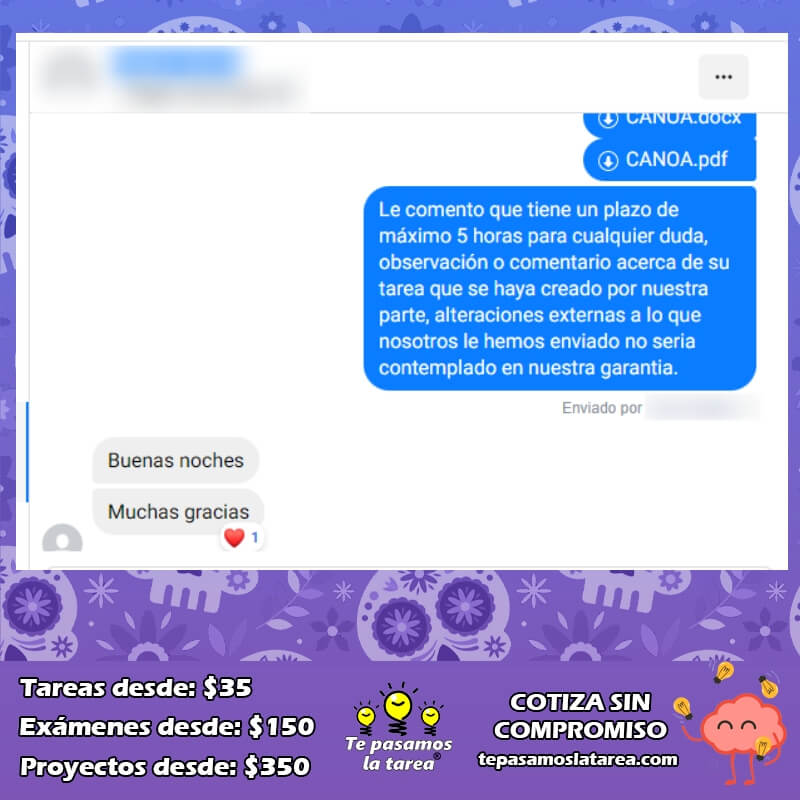 CANOA.docx
CANOA.pdf
Le comento que tiene un plazo de
máximo 5 horas para cualquier duda,
observación o comentario acerca de su
tarea que se haya creado por nuestra
parte, alteraciones externas a lo que
nosotros le hemos enviado no seria
contemplado en nuestra garantia.
Enviado por
Buenas noches
Muchas gracias
1
Tareas desde: $35
Exámenes desde: $150
Proyectos desde: $350
Te pasamos
la tarea®
COTIZA SIN
COMPROMISO
tepasamoslatarea.com